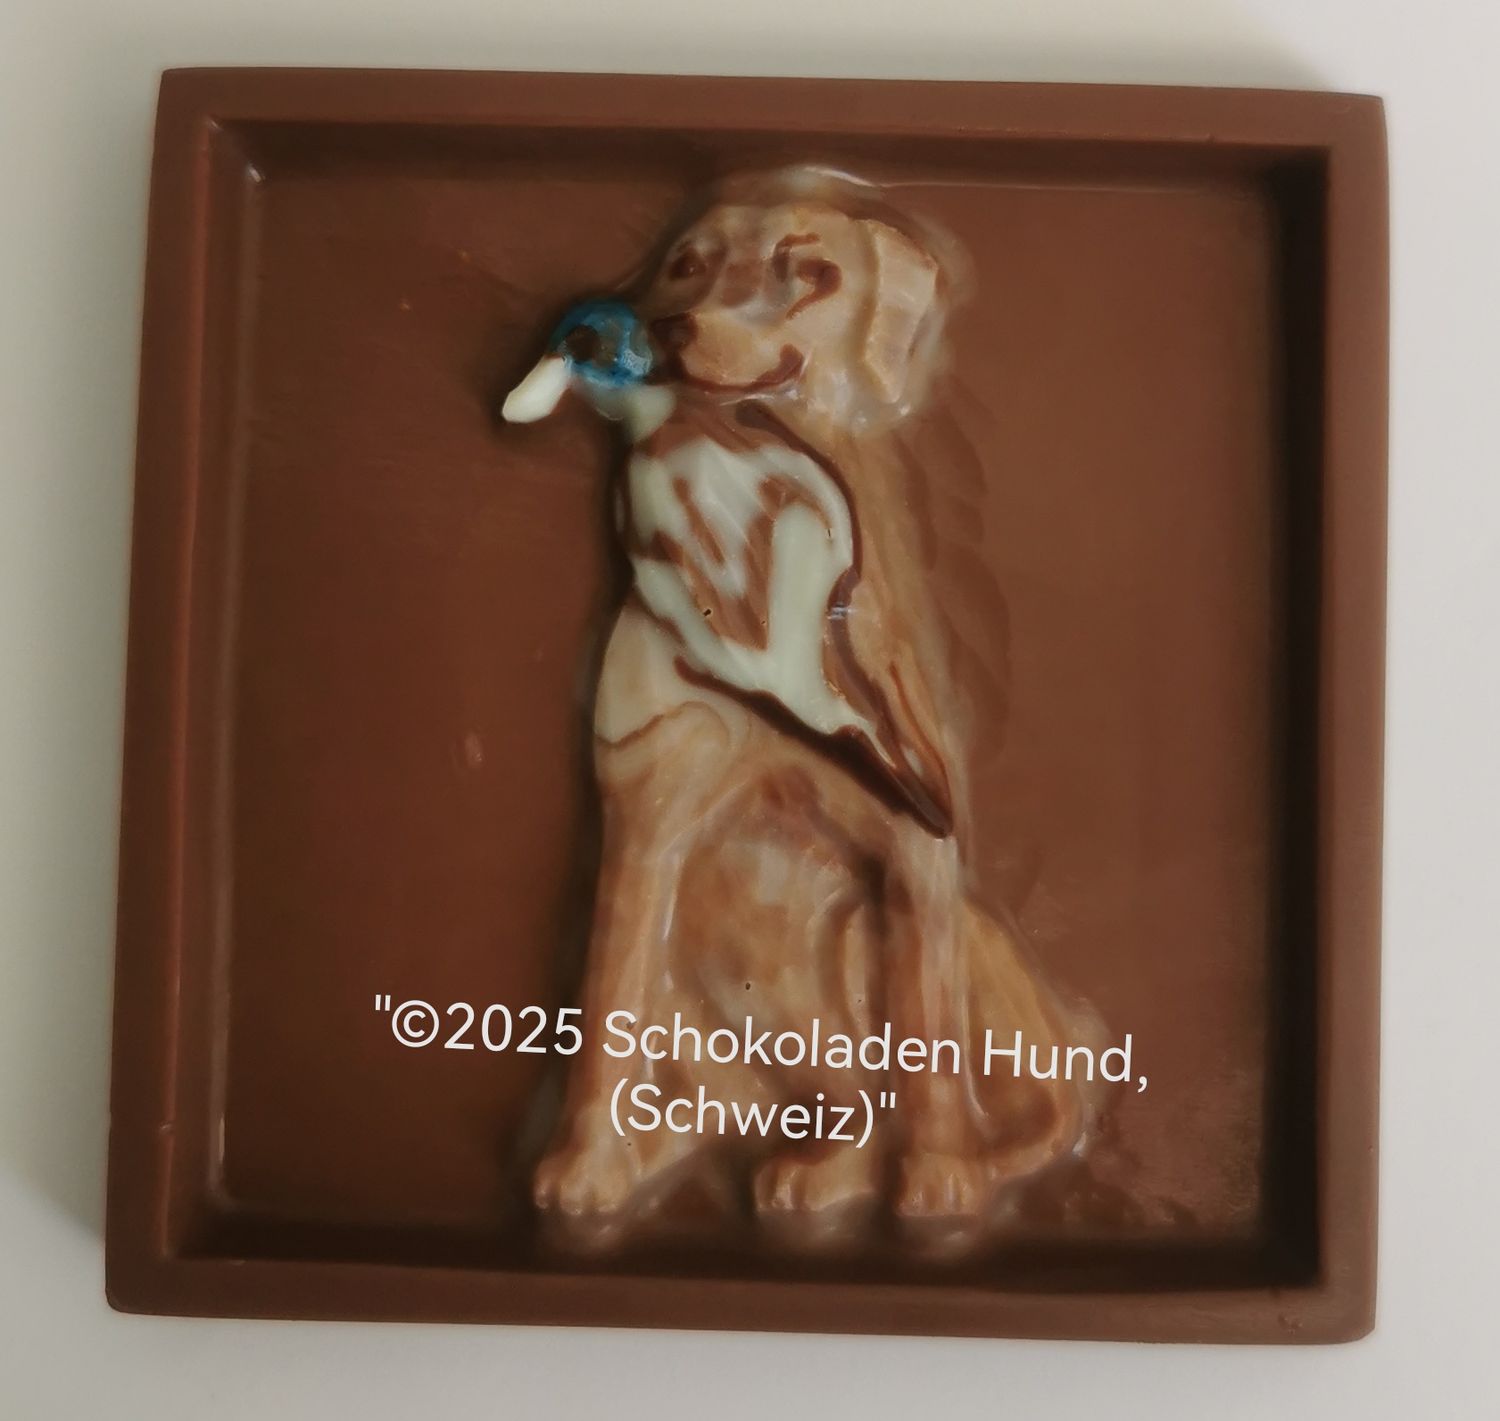 "©2025 Schokoladen Hund,
(Schweiz)"